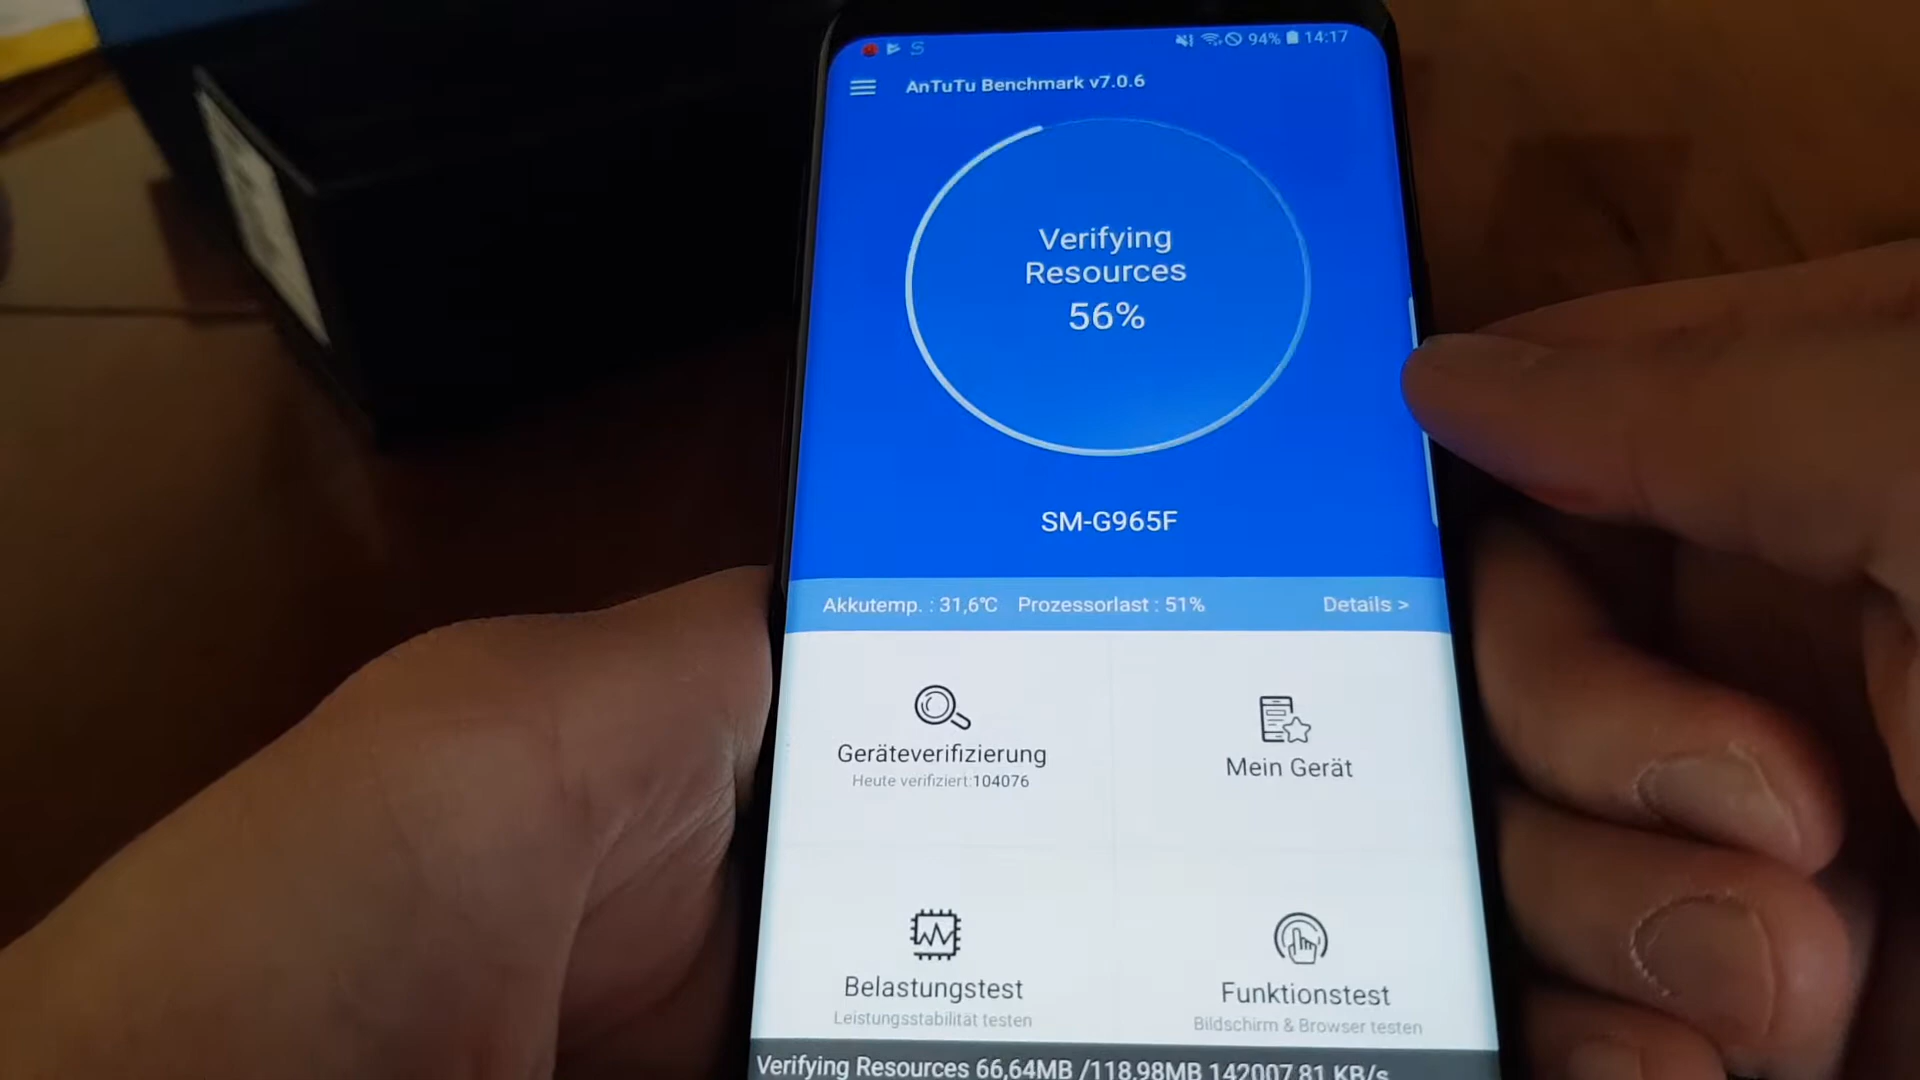 94% 14:17
AnTuTu Benchmark v7.0.6
Verifying
Resources
56%
SM-G965F
Akkutemp. : 31,6℃ Prozessorlast : 51% Details >
Geräteverifizierung
Heute verifiziert:104076
Mein Gerät
Belastungstest
Leistungsstabilität testen
Funktionstest
Bildschirm & Browser testen
Verifying Resources 66,64MB /118,98MB 142007,81 KB/s